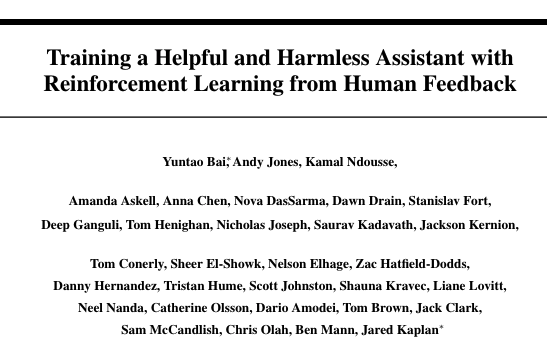 Training a Helpful and Harmless Assistant with
Reinforcement Learning from Human Feedback
Yuntao Bai,* Andy Jones, Kamal Ndousse,
Amanda Askell, Anna Chen, Nova DasSarma, Dawn Drain, Stanislav Fort,
Deep Ganguli, Tom Henighan, Nicholas Joseph, Saurav Kadavath, Jackson Kernion,
Tom Conerly, Sheer El-Showk, Nelson Elhage, Zac Hatfield-Dodds,
Danny Hernandez, Tristan Hume, Scott Johnston, Shauna Kravec, Liane Lovitt,
Neel Nanda, Catherine Olsson, Dario Amodei, Tom Brown, Jack Clark,
Sam McCandlish, Chris Olah, Ben Mann, Jared Kaplan*